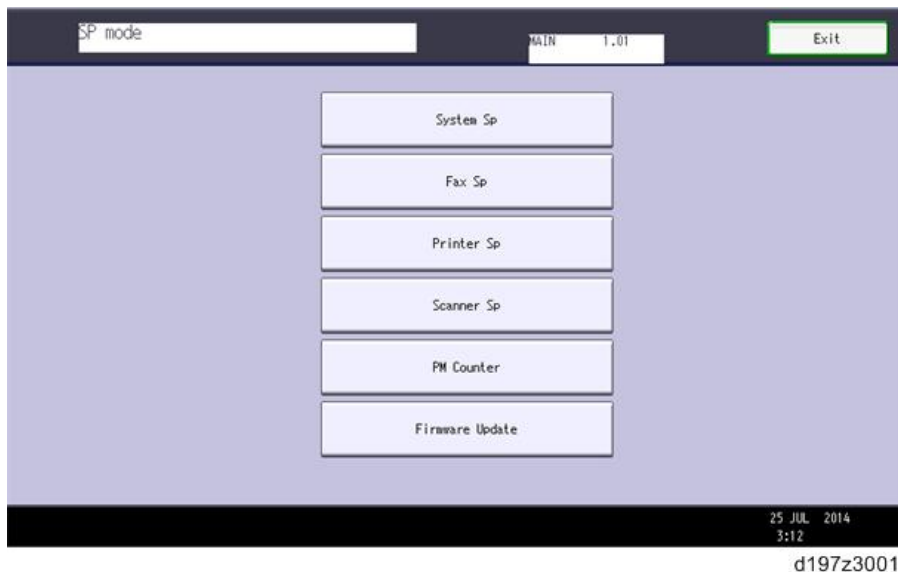 SP mode
MAIN 1.01
Exit
System Sp
Fax Sp
Printer Sp
Scanner Sp
PM Counter
Firmware Update
25 JUL 2014
3:12
d197z3001